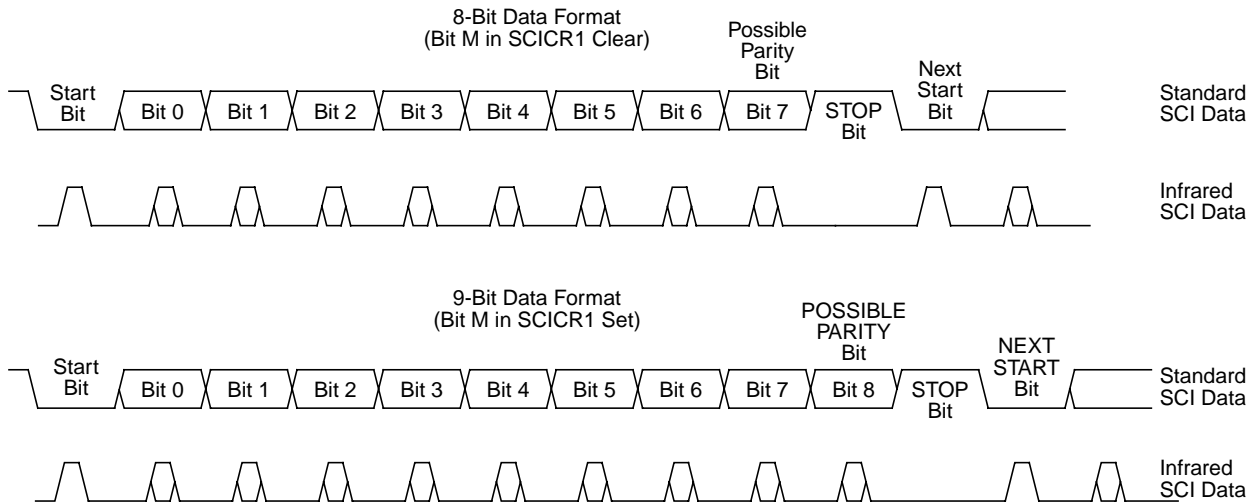 8-Bit Data Format
(Bit M in SCICR1 Clear)
Possible
Parity
Bit
Start
Bit
Bit 0
Bit 1
Bit 2
Bit 3
Bit 4
Bit 5
Bit 6
Bit 7
STOP
Bit
Next
Start
Bit
Standard
SCI Data
Infrared
SCI Data
9-Bit Data Format
(Bit M in SCICR1 Set)
POSSIBLE
PARITY
Bit
Start
Bit
Bit 0
Bit 1
Bit 2
Bit 3
Bit 4
Bit 5
Bit 6
Bit 7
Bit 8
STOP
Bit
NEXT
START
Bit
Standard
SCI Data
Infrared
SCI Data